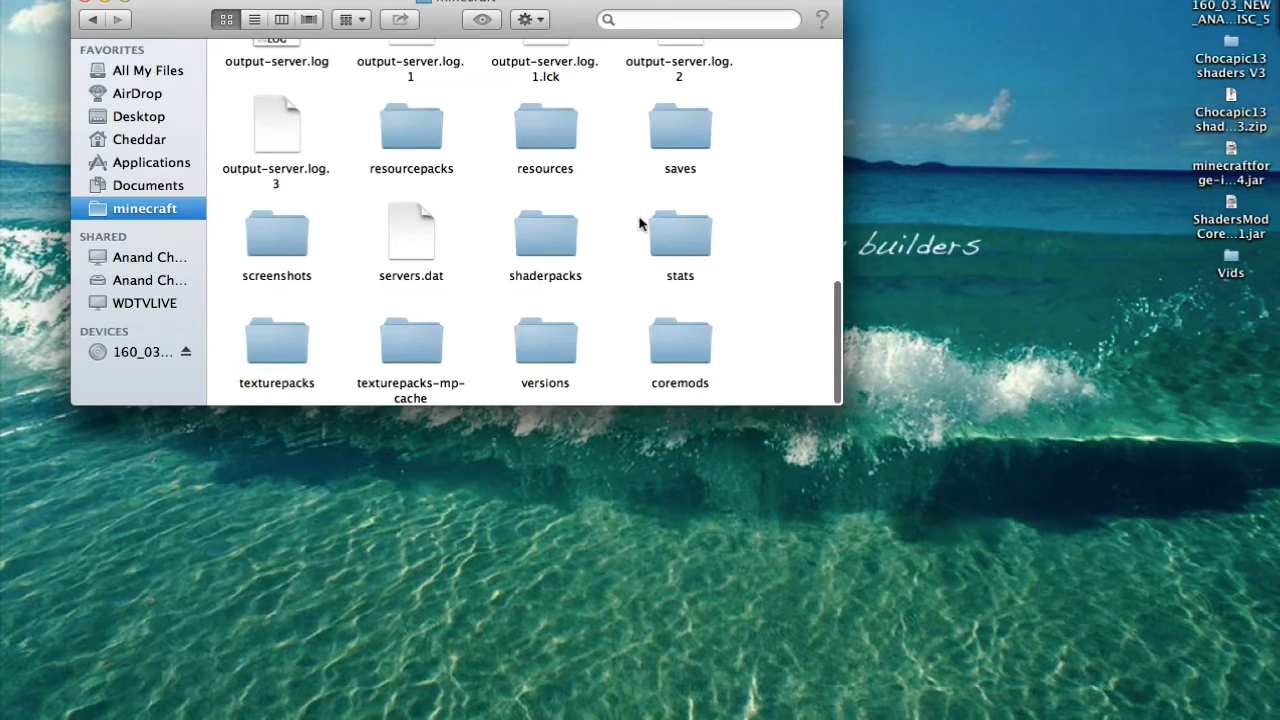 minecraft
FAVORITES
All My Files
AirDrop
Desktop
Cheddar
Applications
Documents
minecraft
SHARED
Anand Ch...
Anand Ch...
WDTVLIVE
DEVICES
160_03...
LOG
output-server.log
output-server.log.
1
output-server.log.
1.lck
output-server.log.
2
output-server.log.
3
resourcepacks
resources
saves
screenshots
servers.dat
shaderpacks
stats
texturepacks
texturepacks-mp-
cache
versions
coremods
builders
160_03_NEW
_ANA...ISC_5
Chocapic13
shaders V3
Chocapic13
shad...3.zip
minecraftfor
ge-i...4.jar
ShadersMod
Core...1.jar
Vids